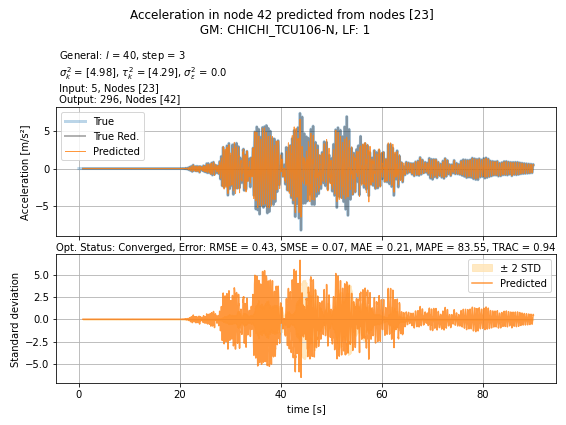 Acceleration in node 42 predicted from nodes [23]
GM: CHICHI_TCU106-N, LF: 1
General: l = 40, step = 3
σ²ₖ = [4.98], τ²ₖ = [4.29], σ²ε = 0.0
Input: 5, Nodes [23]
Output: 296, Nodes [42]
True
True Red.
Predicted
Acceleration [m/s²]
5
0
−5
Opt. Status: Converged, Error: RMSE = 0.43, SMSE = 0.07, MAE = 0.21, MAPE = 83.55, TRAC = 0.94
± 2 STD
Predicted
Standard deviation
5.0
2.5
0.0
−2.5
−5.0
0 20 40 60 80
time [s]